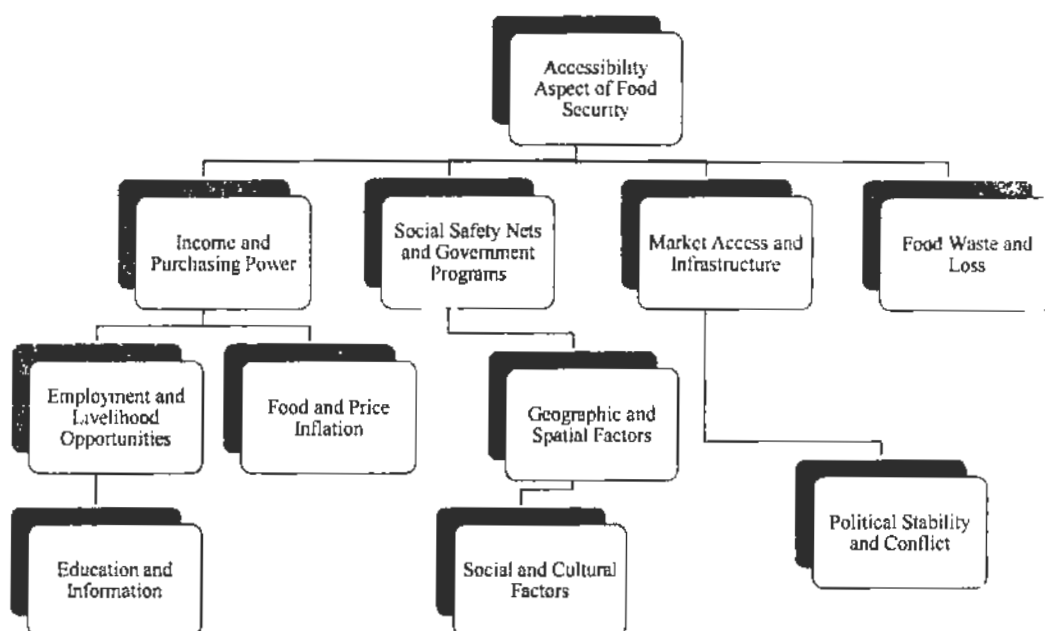 Accessibility
Aspect of Food
Security
Income and
Purchasing Power
Social Safety Nets
and Government
Programs
Market Access and
Infrastructure
Food Waste and
Loss
Employment and
Livelihood
Opportunities
Food and Price
Inflation
Geographic and
Spatial Factors
Political Stability
and Conflict
Education and
Information
Social and Cultural
Factors